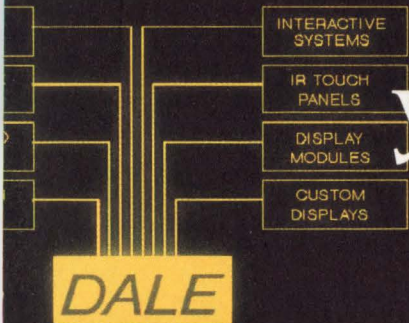 INTERACTIVE
SYSTEMS
IR TOUCH
PANELS
DISPLAY
MODULES
CUSTOM
DISPLAYS
DALE